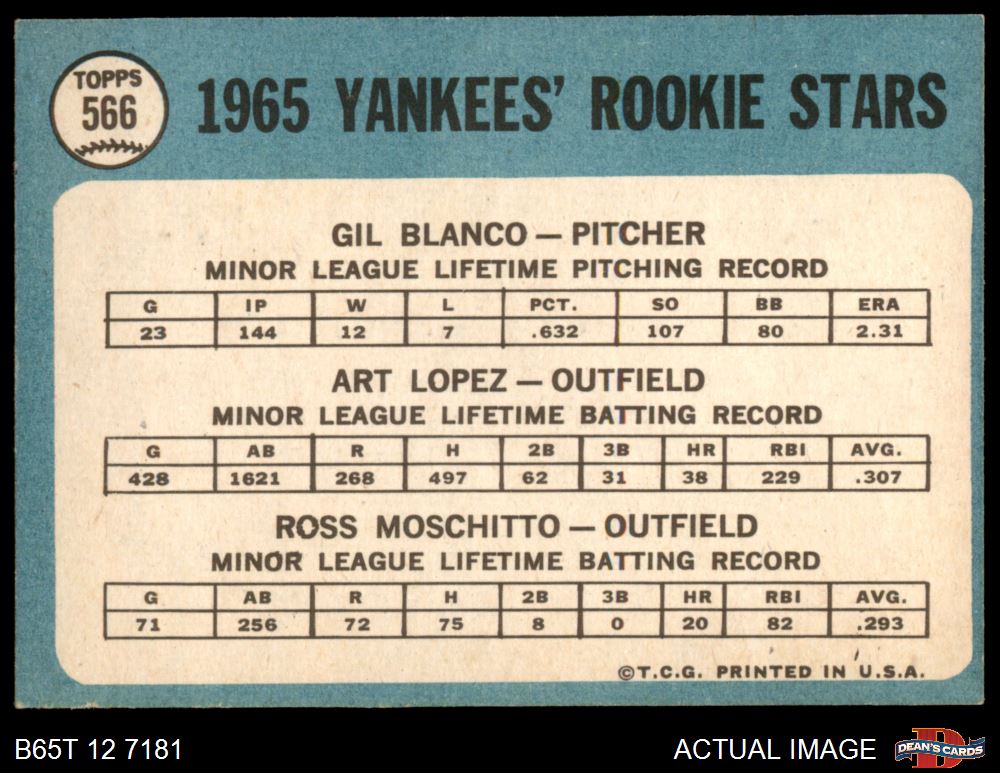 TOPPS
566
1965 YANKEES' ROOKIE STARS
GIL BLANCO — PITCHER
MINOR LEAGUE LIFETIME PITCHING RECORD
G IP W L PCT. SO BB ERA
23 144 12 7 .632 107 80 2.31
ART LOPEZ — OUTFIELD
MINOR LEAGUE LIFETIME BATTING RECORD
G AB R H 2B 3B HR RBI AVG.
428 1621 268 497 62 31 38 229 .307
ROSS MOSCHITTO — OUTFIELD
MINOR LEAGUE LIFETIME BATTING RECORD
G AB R H 2B 3B HR RBI AVG.
71 256 72 75 8 0 20 82 .293
©T.C.G. PRINTED IN U.S.A.
B65T 12 7181 ACTUAL IMAGE
D
DEAN'S CARDS